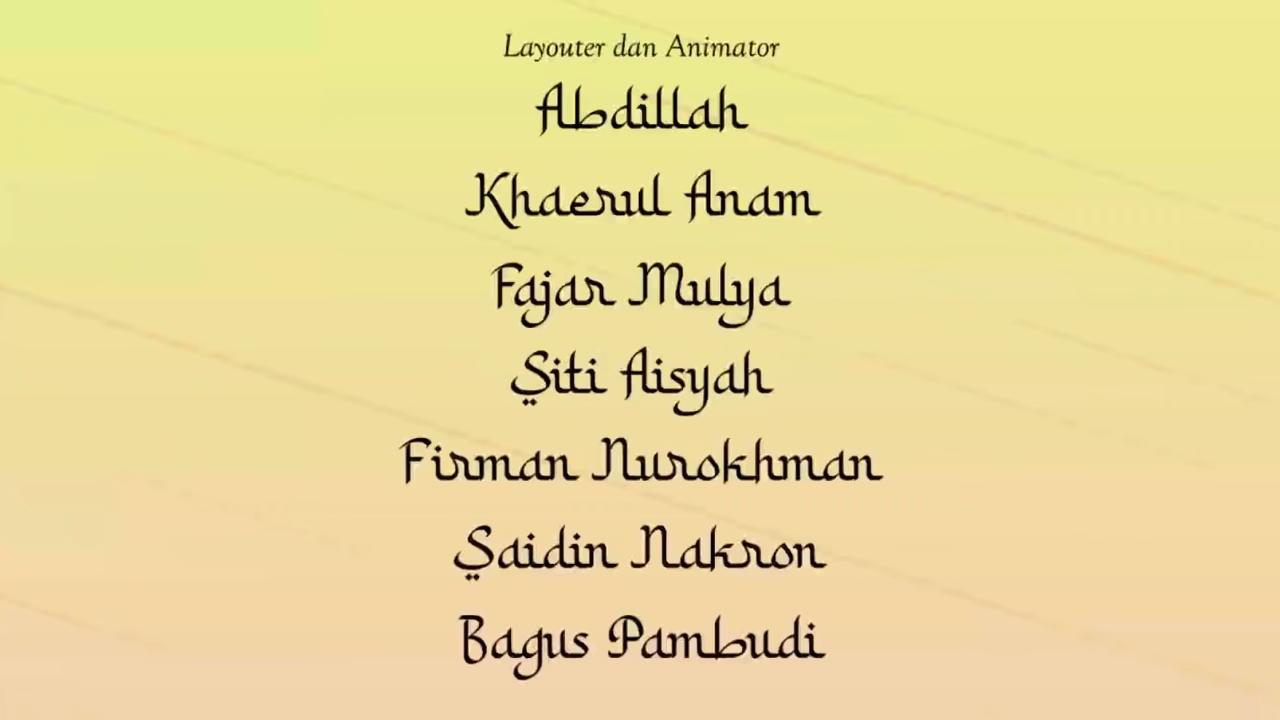 Layouter dan Animator
Abdillah
Khaerul Anam
Fajar Mulya
Siti Aisyah
Firman Nurokhman
Saidin Nakron
Bagus Pambudi